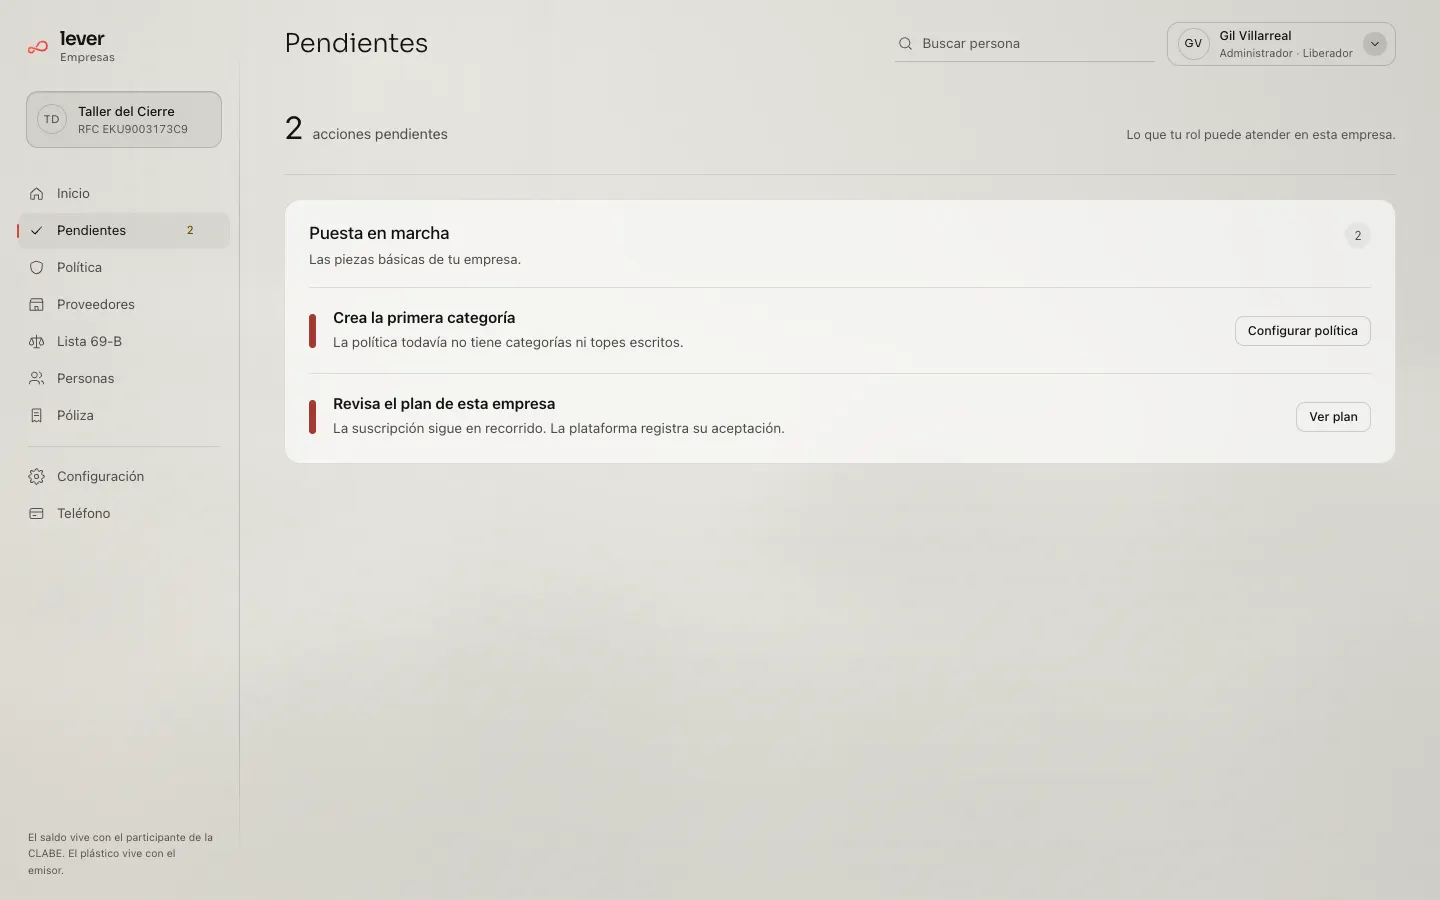 lever
Empresas
TD
Taller del Cierre
RFC EKU9003173C9
Inicio
Pendientes
2
Política
Proveedores
Lista 69-B
Personas
Póliza
Configuración
Teléfono
El saldo vive con el participante de la
CLABE. El plástico vive con el
emisor.
Pendientes
Buscar persona
GV
Gil Villarreal
Administrador · Liberador
2 acciones pendientes
Lo que tu rol puede atender en esta empresa.
Puesta en marcha
2
Las piezas básicas de tu empresa.
Crea la primera categoría
La política todavía no tiene categorías ni topes escritos.
Configurar política
Revisa el plan de esta empresa
La suscripción sigue en recorrido. La plataforma registra su aceptación.
Ver plan